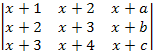 |x + 1 x + 2 x + a|
|x + 2 x + 3 x + b|
|x + 3 x + 4 x + c|